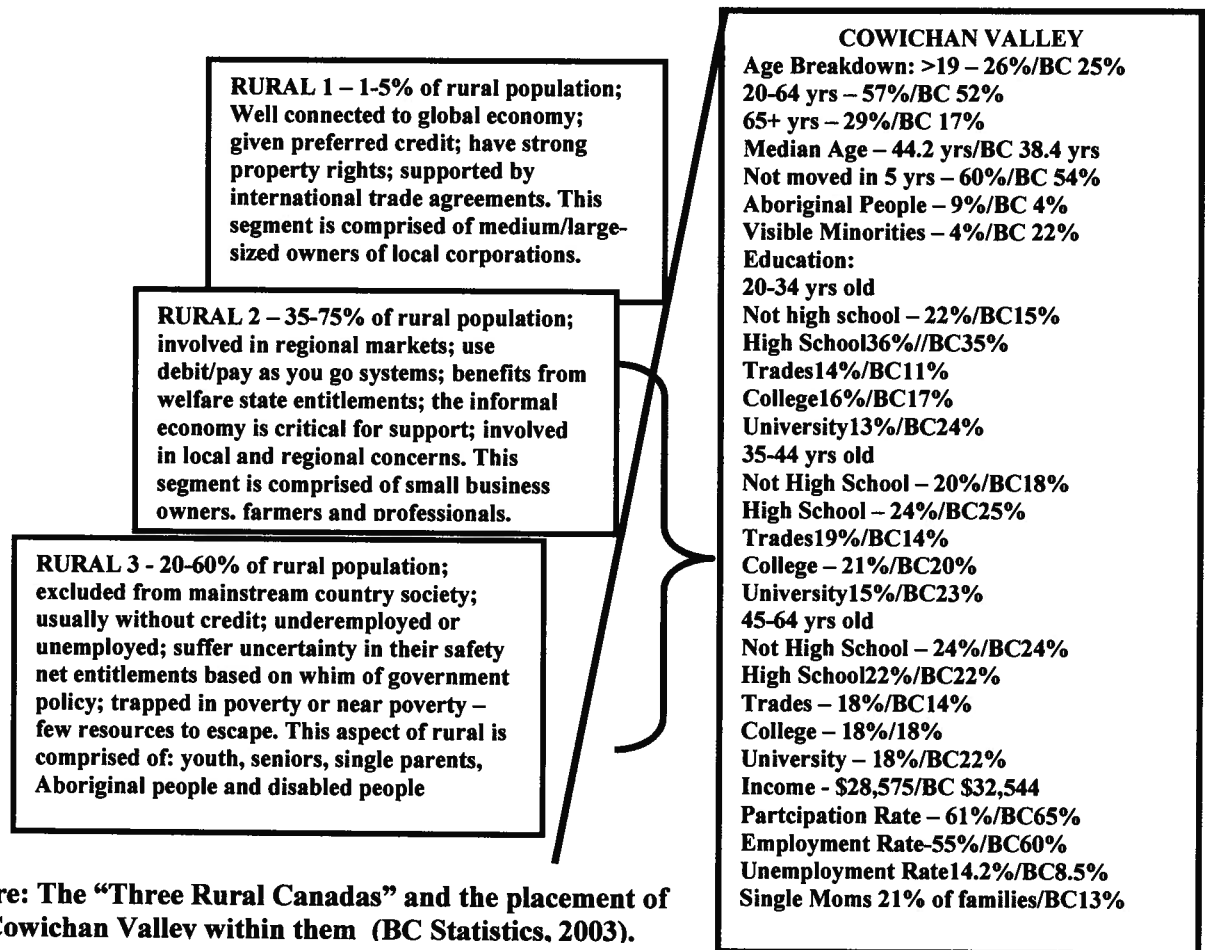 RURAL 1 – 1-5% of rural population;
Well connected to global economy;
given preferred credit; have strong
property rights; supported by
international trade agreements. This
segment is comprised of medium/large-
sized owners of local corporations.
RURAL 2 – 35-75% of rural population;
involved in regional markets; use
debit/pay as you go systems; benefits from
welfare state entitlements; the informal
economy is critical for support; involved
in local and regional concerns. This
segment is comprised of small business
owners, farmers and professionals.
RURAL 3 - 20-60% of rural population;
excluded from mainstream country society;
usually without credit; underemployed or
unemployed; suffer uncertainty in their safety
net entitlements based on whim of government
policy; trapped in poverty or near poverty –
few resources to escape. This aspect of rural is
comprised of: youth, seniors, single parents,
Aboriginal people and disabled people
COWICHAN VALLEY
Age Breakdown: >19 – 26%/BC 25%
20-64 yrs – 57%/BC 52%
65+ yrs – 29%/BC 17%
Median Age – 44.2 yrs/BC 38.4 yrs
Not moved in 5 yrs – 60%/BC 54%
Aboriginal People – 9%/BC 4%
Visible Minorities – 4%/BC 22%
Education:
20-34 yrs old
Not high school – 22%/BC15%
High School36%//BC35%
Trades14%/BC11%
College16%/BC17%
University13%/BC24%
35-44 yrs old
Not High School – 20%/BC18%
High School – 24%/BC25%
Trades19%/BC14%
College – 21%/BC20%
University15%/BC23%
45-64 yrs old
Not High School – 24%/BC24%
High School22%/BC22%
Trades – 18%/BC14%
College – 18%/18%
University – 18%/BC22%
Income - $28,575/BC $32,544
Partcipation Rate – 61%/BC65%
Employment Rate-55%/BC60%
Unemployment Rate14.2%/BC8.5%
Single Moms 21% of families/BC13%
re: The “Three Rural Canadas” and the placement of
Cowichan Valley within them (BC Statistics, 2003).